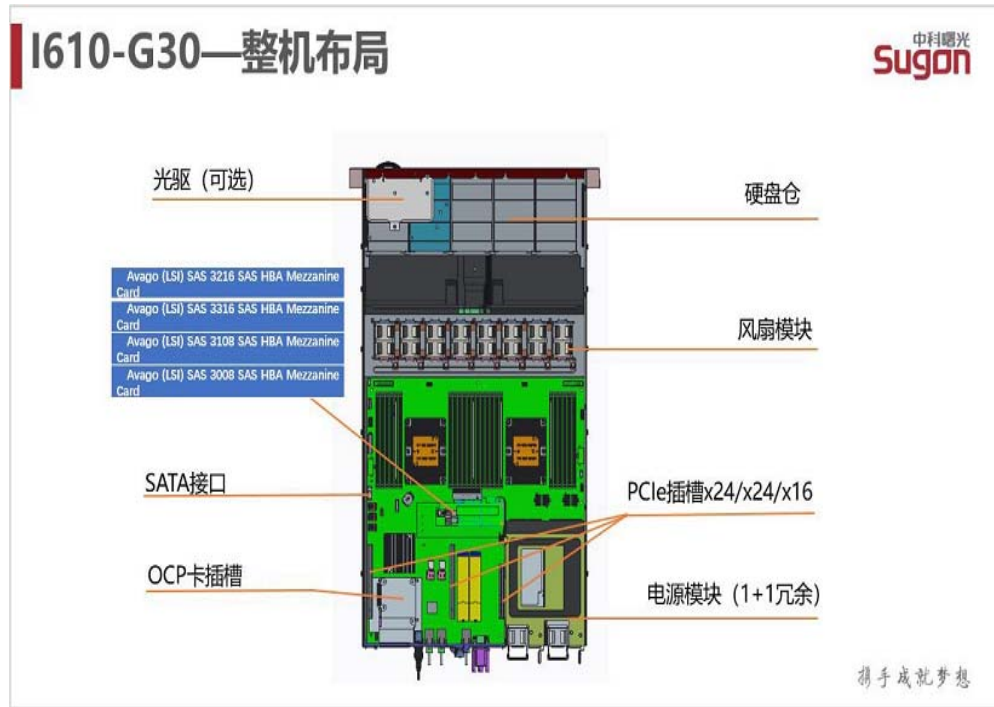 I610-G30—整机布局
中科曙光
Sugon
光驱（可选）
硬盘仓
Avago (LSI) SAS 3216 SAS HBA Mezzanine
Card
Avago (LSI) SAS 3316 SAS HBA Mezzanine
Card
Avago (LSI) SAS 3108 SAS HBA Mezzanine
Card
Avago (LSI) SAS 3008 SAS HBA Mezzanine
Card
风扇模块
SATA接口
PCIe插槽x24/x24/x16
OCP卡插槽
电源模块（1+1冗余）
携手成就梦想